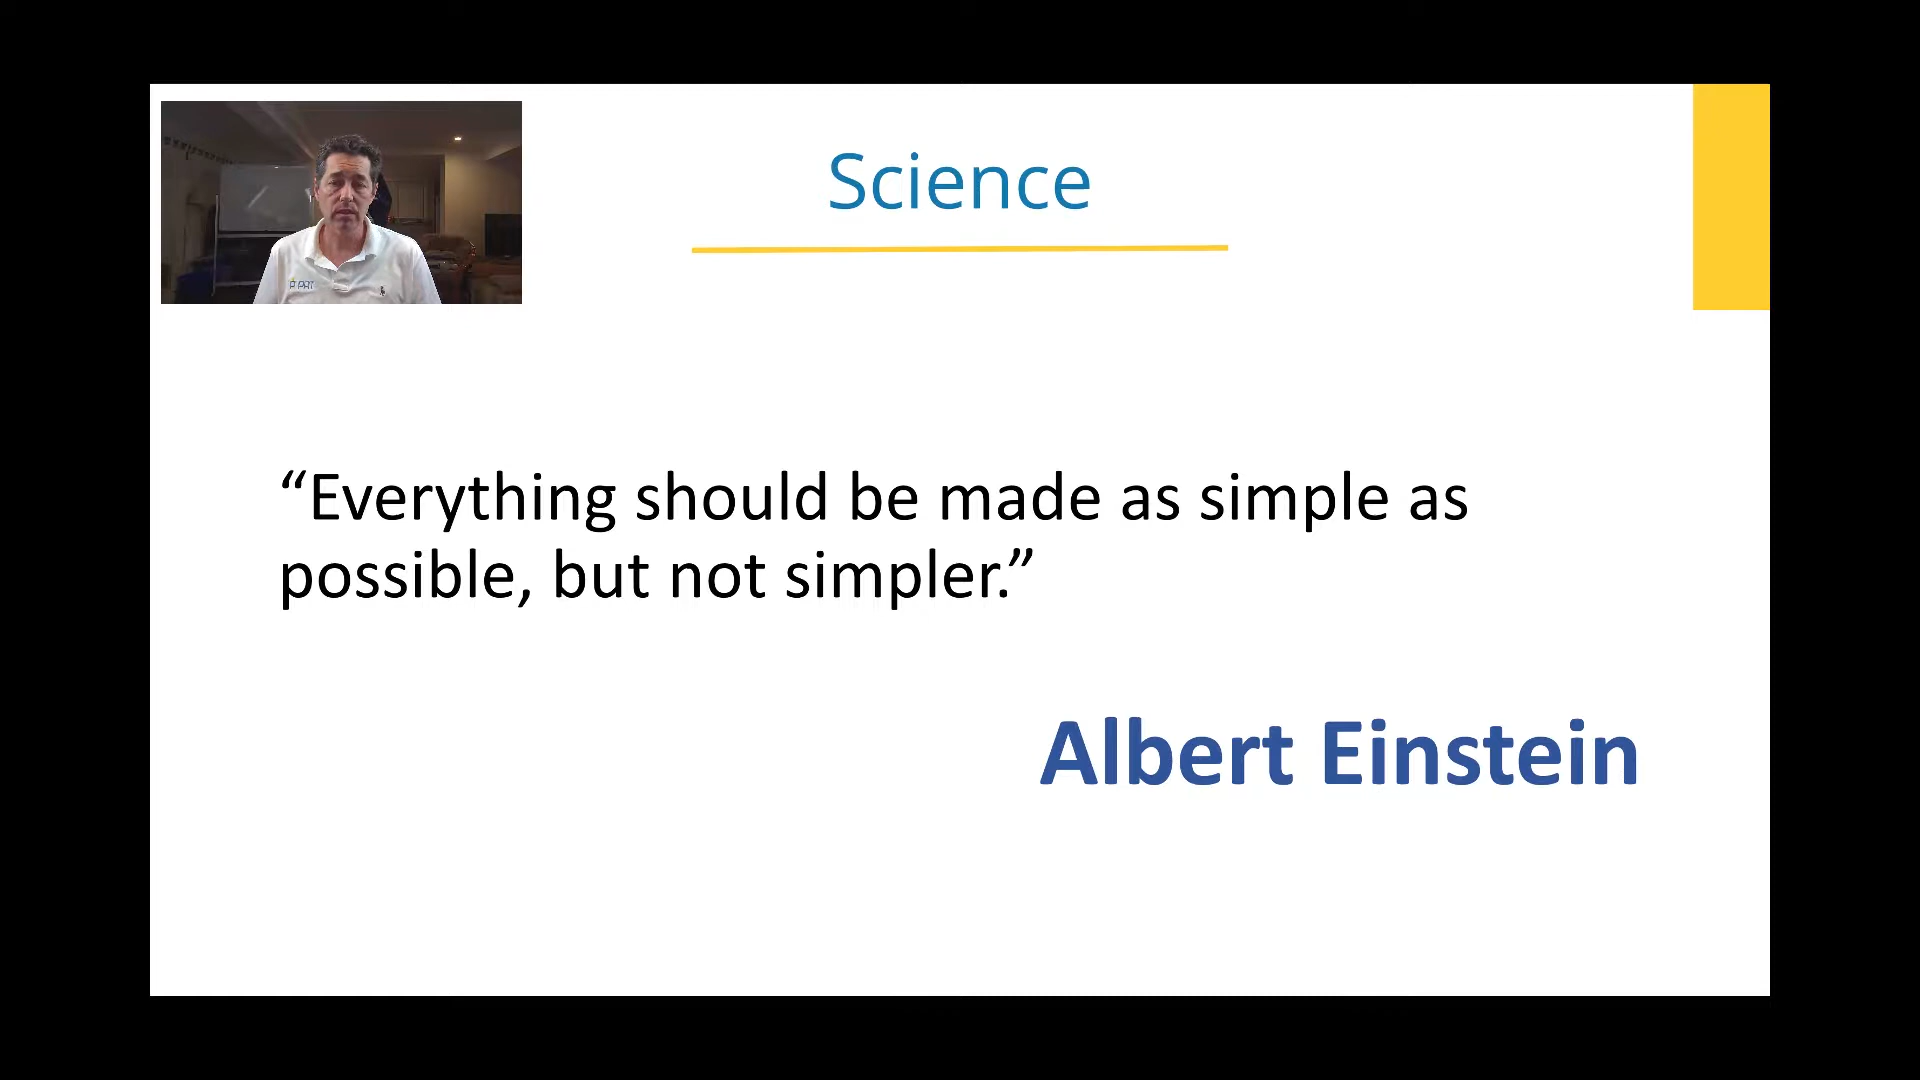 Science
“Everything should be made as simple as
possible, but not simpler.”
Albert Einstein